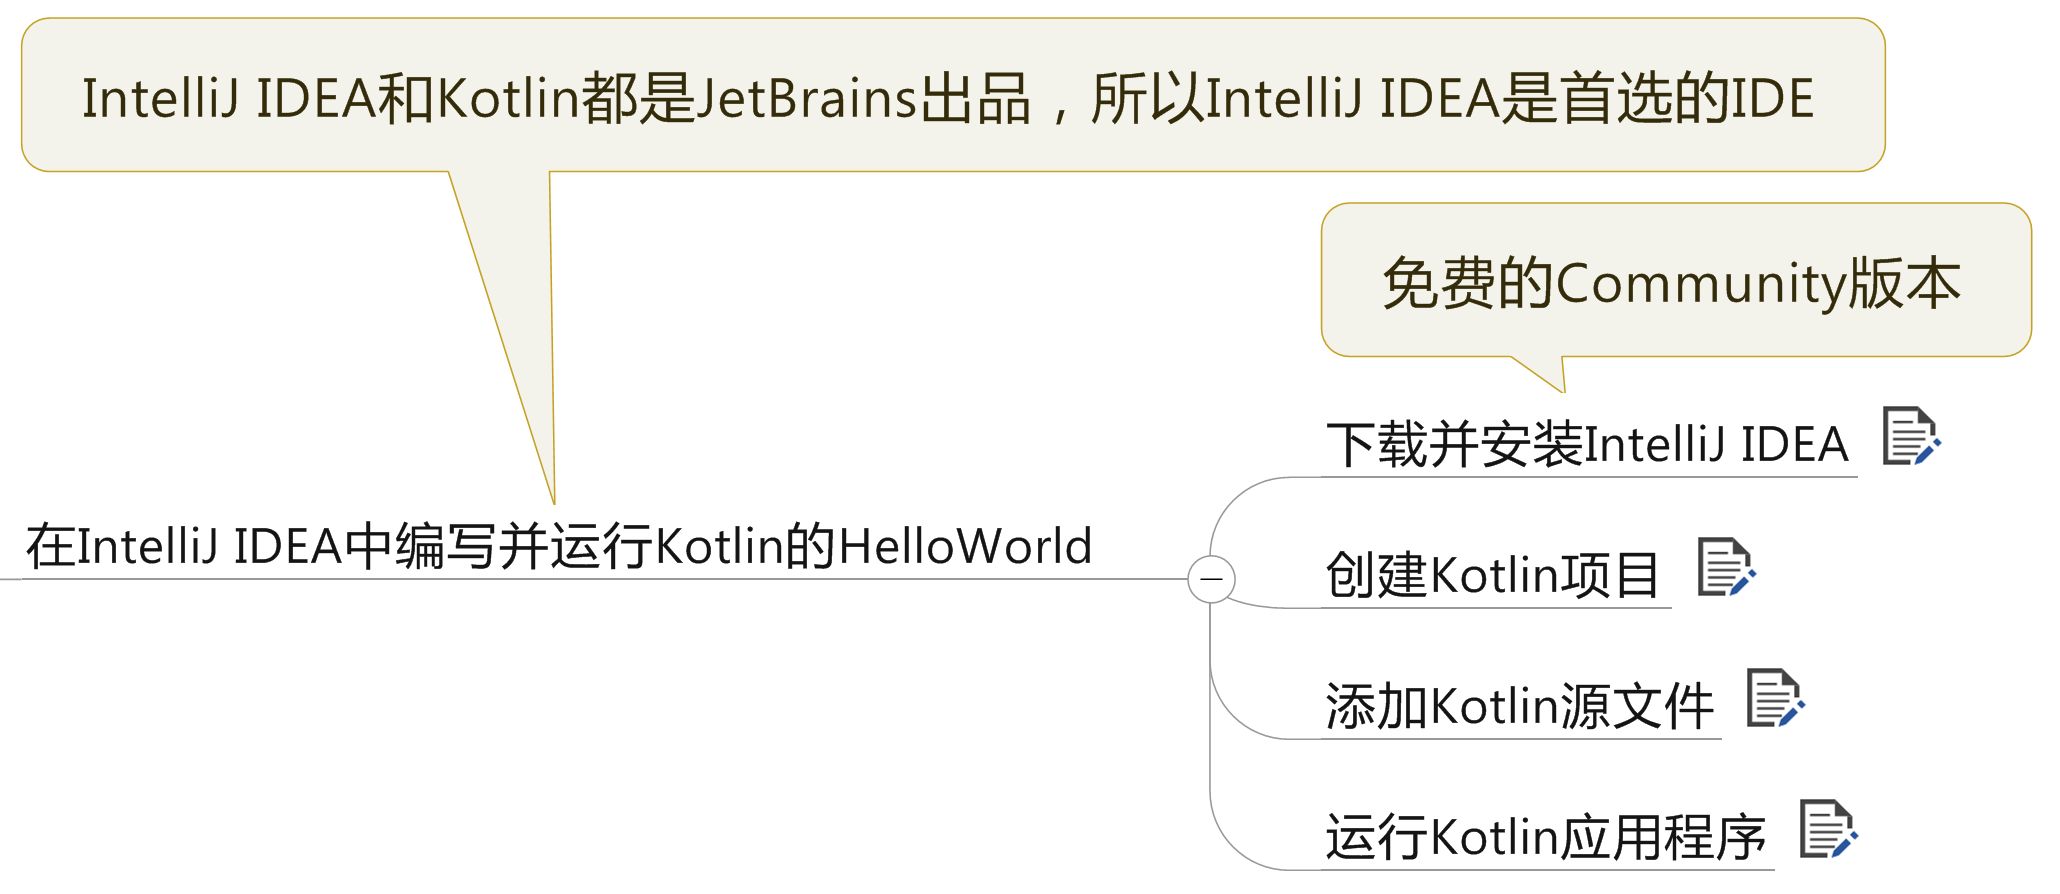 IntelliJ IDEA和Kotlin都是JetBrains出品，所以IntelliJ IDEA是首选的IDE
免费的Community版本
下载并安装IntelliJ IDEA
在IntelliJ IDEA中编写并运行Kotlin的HelloWorld
创建Kotlin项目
添加Kotlin源文件
运行Kotlin应用程序